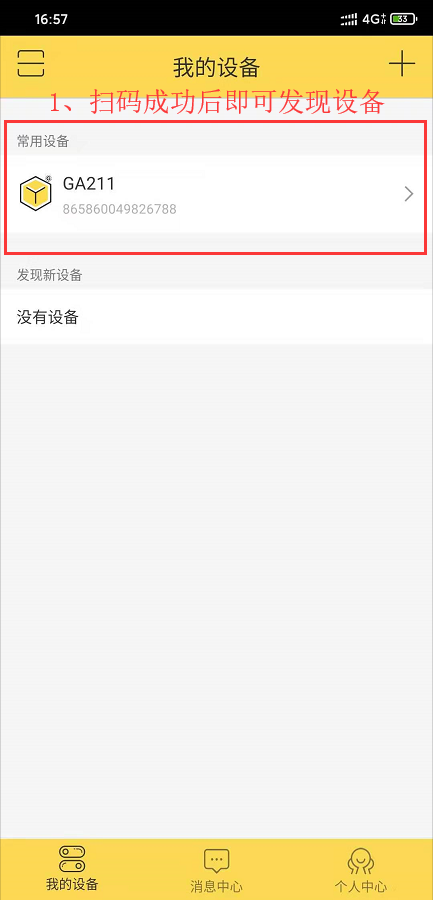 16:57
4G
33
我的设备
1、扫码成功后即可发现设备
常用设备
GA211
865860049826788
发现新设备
没有设备
我的设备
消息中心
个人中心